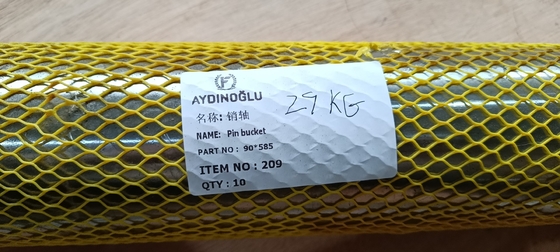 F
AYDINOĞLU
29 KG
名称: 销轴
NAME: Pin bucket
PART NO : 90*585
ITEM NO : 209
QTY : 10